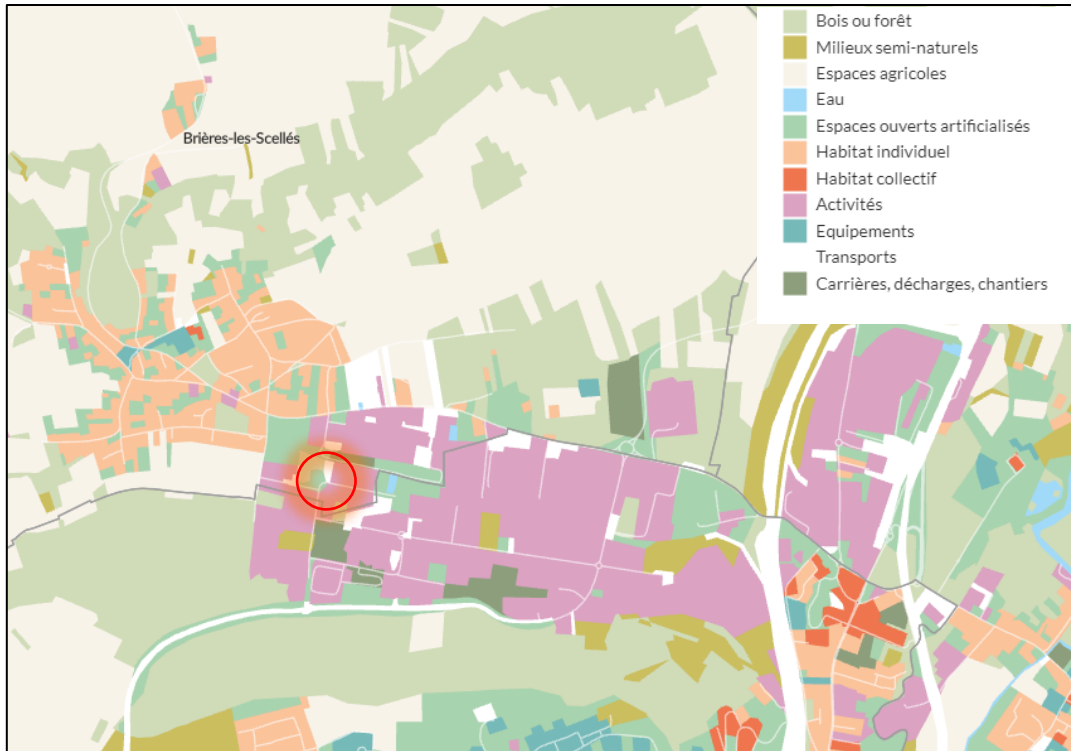 Bois ou forêt
Milieux semi-naturels
Espaces agricoles
Eau
Espaces ouverts artificialisés
Habitat individuel
Habitat collectif
Activités
Equipements
Transports
Carrières, décharges, chantiers
Brières-les-Scellés